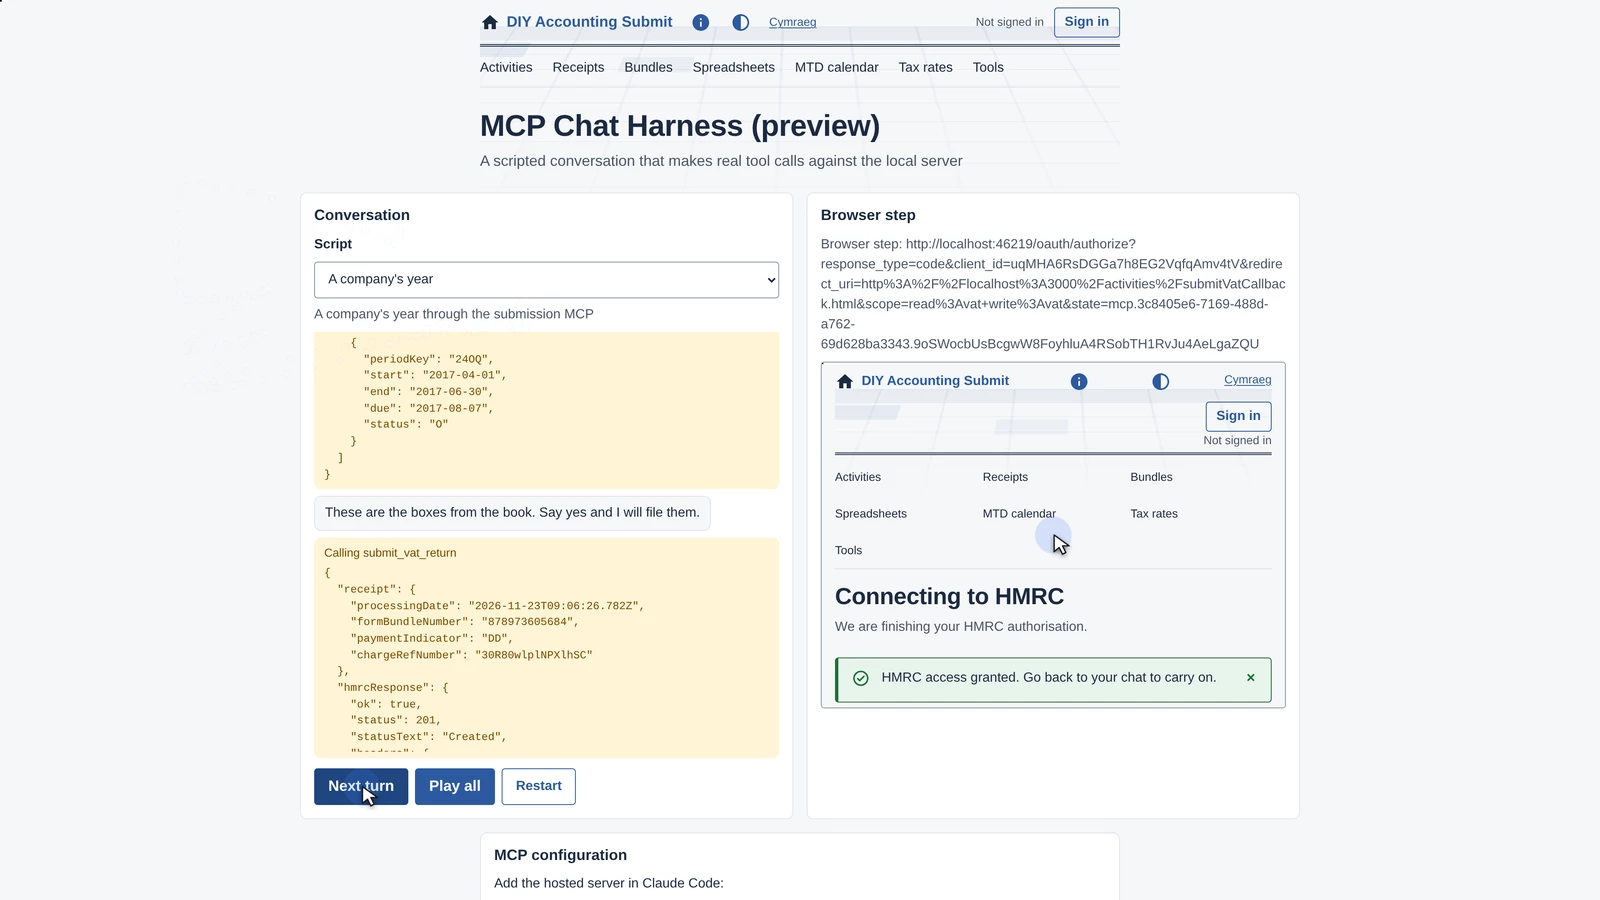 DIY Accounting Submit
Cymraeg
Not signed in
Sign in
Activities
Receipts
Bundles
Spreadsheets
MTD calendar
Tax rates
Tools
MCP Chat Harness (preview)
A scripted conversation that makes real tool calls against the local server
Conversation
Script
A company's year
A company's year through the submission MCP
{
"periodKey": "24OQ",
"start": "2017-04-01",
"end": "2017-06-30",
"due": "2017-08-07",
"status": "O"
}
]
}
These are the boxes from the book. Say yes and I will file them.
Calling submit_vat_return
{
"receipt": {
"processingDate": "2026-11-23T09:06:26.782Z",
"formBundleNumber": "878973605684",
"paymentIndicator": "DD",
"chargeRefNumber": "30R80wlplNPXlhSC"
},
"hmrcResponse": {
"ok": true,
"status": 201,
"statusText": "Created",
Next turn
Play all
Restart
Browser step
Browser step: http://localhost:46219/oauth/authorize?
response_type=code&client_id=uqMHA6RsDGGa7h8EG2VqfqAmv4tV&redire
ct_uri=http%3A%2F%2Flocalhost%3A3000%2Factivities%2FsubmitVatCallbac
k.html&scope=read%3Avat+write%3Avat&state=mcp.3c8405e6-7169-488d-
a762-
69d628ba3343.9oSWocbUsBcgwW8FoyhluA4RSobTH1RvJu4AeLgaZQU
DIY Accounting Submit
Cymraeg
Sign in
Not signed in
Activities
Receipts
Bundles
Spreadsheets
MTD calendar
Tax rates
Tools
Connecting to HMRC
We are finishing your HMRC authorisation.
HMRC access granted. Go back to your chat to carry on.
MCP configuration
Add the hosted server in Claude Code: